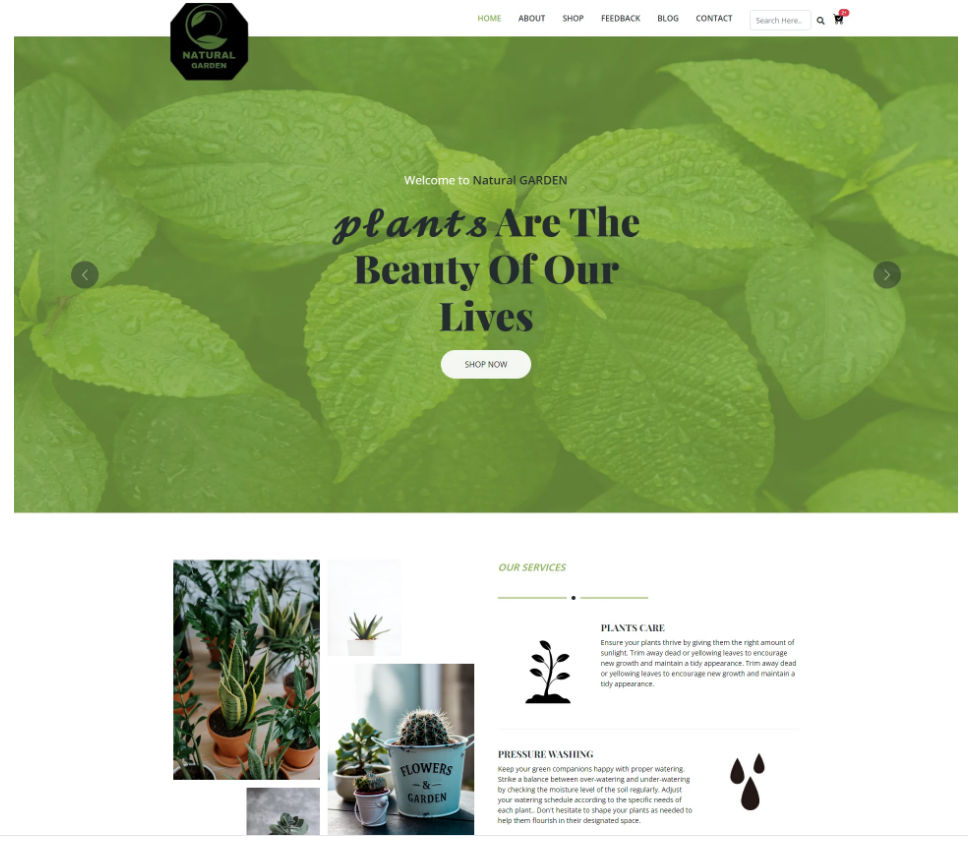 NATURAL
GARDEN
HOME ABOUT SHOP FEEDBACK BLOG CONTACT Search Here..
Welcome to Natural GARDEN
plants Are The
Beauty Of Our
Lives
SHOP NOW
FLOWERS
&
GARDEN
OUR SERVICES
PLANTS CARE
Ensure your plants thrive by giving them the right amount of
sunlight. Trim away dead or yellowing leaves to encourage
new growth and maintain a tidy appearance. Trim away dead
or yellowing leaves to encourage new growth and maintain a
tidy appearance.
PRESSURE WASHING
Keep your green companions happy with proper watering.
Strike a balance between over-watering and under-watering
by checking the moisture level of the soil regularly. Adjust
your watering schedule according to the specific needs of
each plant.. Don't hesitate to shape your plants as needed to
help them flourish in their designated space.